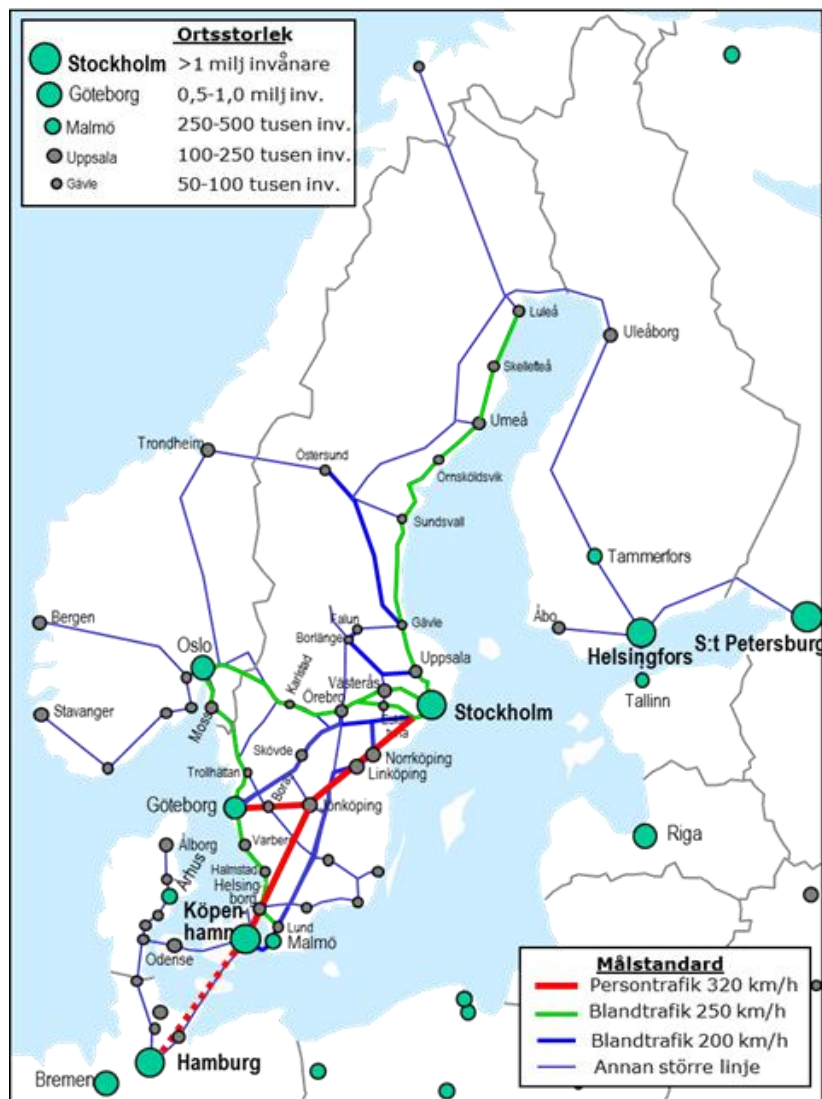 Ortsstorlek
Stockholm >1 milj invånare
Göteborg 0,5-1,0 milj inv.
Malmö 250-500 tusen inv.
Uppsala 100-250 tusen inv.
Gävle 50-100 tusen inv.
Luleå
Uleåborg
Skellefteå
Umeå
Trondheim
Östersund
Örnsköldsvik
Sundsvall
Tammerfors
Bergen
Falun
Gävle
Åbo
Borlänge
Oslo
Helsingfors
S:t Petersburg
Uppsala
Karlstad
Västerås
Tallinn
Örebro
Stavanger
Moss
Stockholm
Skövde
Norrköping
Linköping
Trollhättan
Borås
Göteborg
Jönköping
Riga
Ålborg
Varberg
Århus
Halmstad
Helsing-
borg
Köpen-
hamn
Lund
Malmö
Odense
Hamburg
Bremen
Målstandard
Persontrafik 320 km/h
Blandtrafik 250 km/h
Blandtrafik 200 km/h
Annan större linje